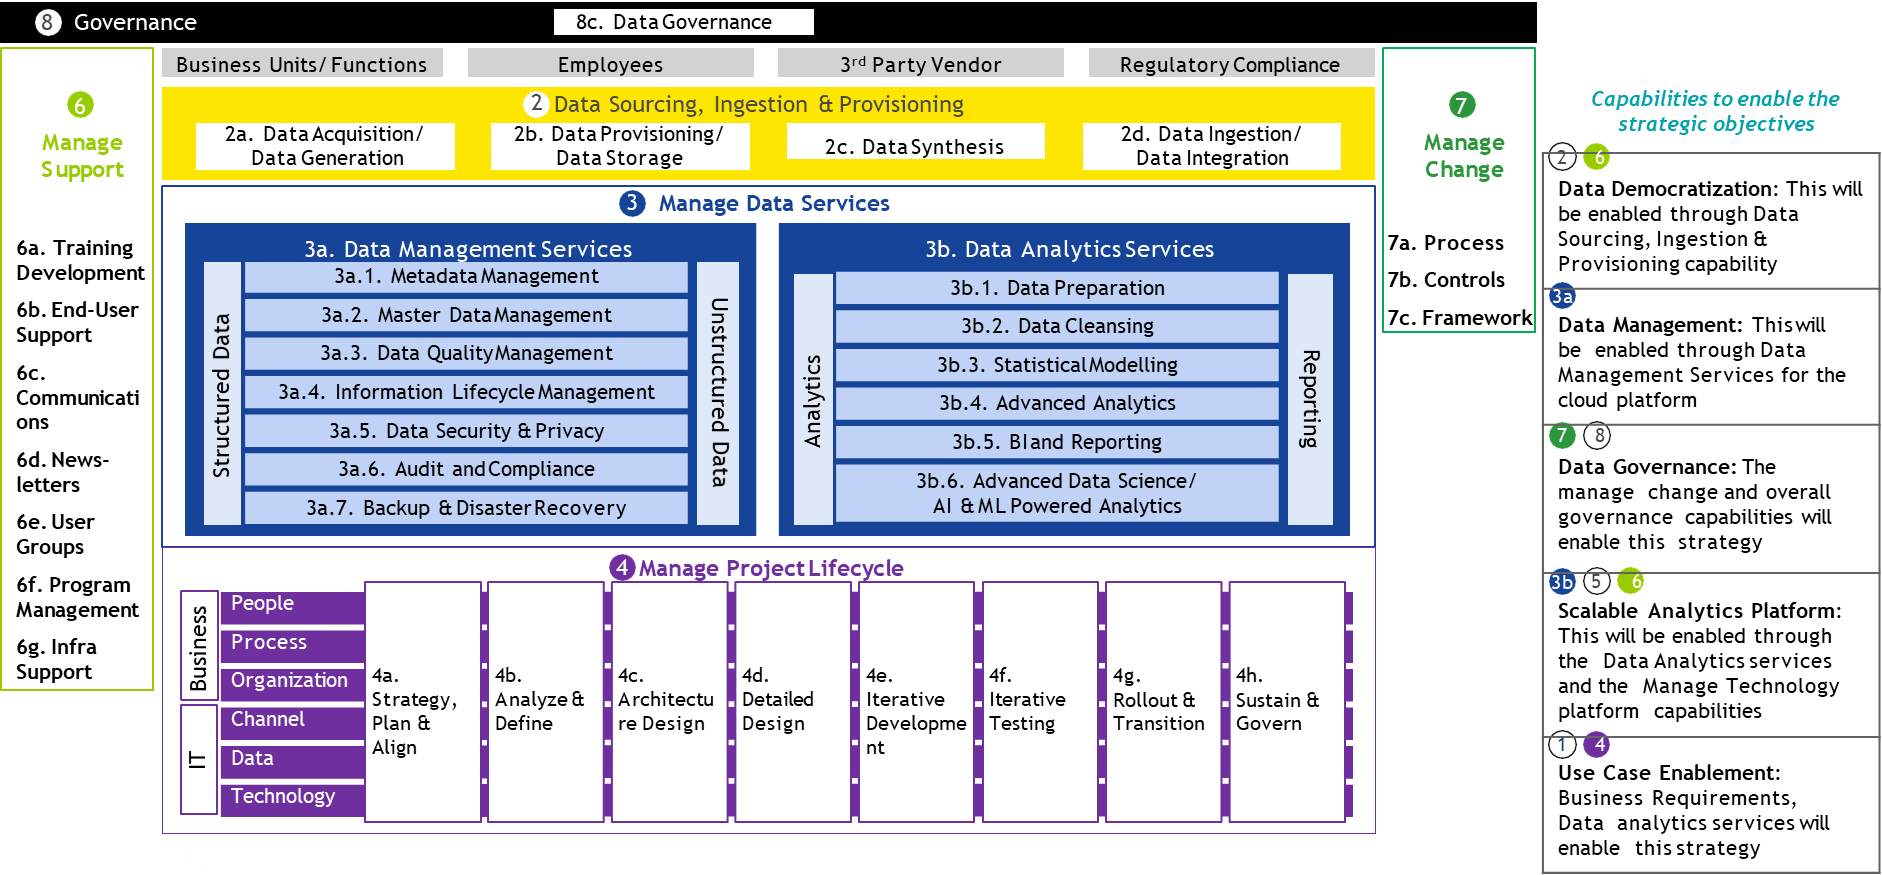 8 Governance
8c. Data Governance
Business Units/ Functions
Employees
3rd Party Vendor
Regulatory Compliance
6
Manage
Support
6a. Training
Development
6b. End-User
Support
6c.
Communicati
ons
6d. News-
letters
6e. User
Groups
6f. Program
Management
6g. Infra
Support
2 Data Sourcing, Ingestion & Provisioning
2a. Data Acquisition/
Data Generation
2b. Data Provisioning/
Data Storage
2c. Data Synthesis
2d. Data Ingestion/
Data Integration
3 Manage Data Services
3a. Data Management Services
Structured Data
3a.1. Metadata Management
3a.2. Master Data Management
3a.3. Data Quality Management
3a.4. Information Lifecycle Management
3a.5. Data Security & Privacy
3a.6. Audit and Compliance
3a.7. Backup & Disaster Recovery
Unstructured Data
3b. Data Analytics Services
Analytics
3b.1. Data Preparation
3b.2. Data Cleansing
3b.3. Statistical Modelling
3b.4. Advanced Analytics
3b.5. BI and Reporting
3b.6. Advanced Data Science/
AI & ML Powered Analytics
Reporting
4 Manage Project Lifecycle
Business
People
Process
Organization
IT
Channel
Data
Technology
4a.
Strategy,
Plan &
Align
4b.
Analyze &
Define
4c.
Architectu
re Design
4d.
Detailed
Design
4e.
Iterative
Developme
nt
4f.
Iterative
Testing
4g.
Rollout &
Transition
4h.
Sustain &
Govern
7
Manage
Change
7a. Process
7b. Controls
7c. Framework
Capabilities to enable the
strategic objectives
2 6
Data Democratization: This will
be enabled through Data
Sourcing, Ingestion &
Provisioning capability
3a
Data Management: This will
be enabled through Data
Management Services for the
cloud platform
7 8
Data Governance: The
manage change and overall
governance capabilities will
enable this strategy
3b 5 6
Scalable Analytics Platform:
This will be enabled through
the Data Analytics services
and the Manage Technology
platform capabilities
1 4
Use Case Enablement:
Business Requirements,
Data analytics services will
enable this strategy